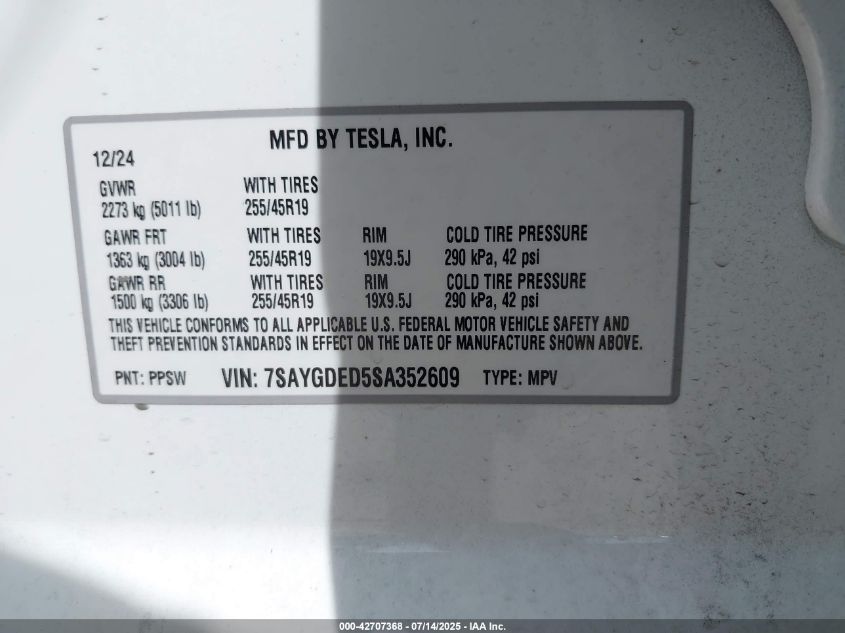 MFD BY TESLA, INC.
12/24
GVWR WITH TIRES
2273 kg (5011 lb) 255/45R19
GAWR FRT WITH TIRES RIM COLD TIRE PRESSURE
1363 kg (3004 lb) 255/45R19 19X9.5J 290 kPa, 42 psi
GAWR RR WITH TIRES RIM COLD TIRE PRESSURE
1500 kg (3306 lb) 255/45R19 19X9.5J 290 kPa, 42 psi
THIS VEHICLE CONFORMS TO ALL APPLICABLE U.S. FEDERAL MOTOR VEHICLE SAFETY AND
THEFT PREVENTION STANDARDS IN EFFECT ON THE DATE OF MANUFACTURE SHOWN ABOVE.
PNT: PPSW VIN: 7SAYGDED5SA352609 TYPE: MPV
000-42707368 - 07/14/2025 - IAA Inc.